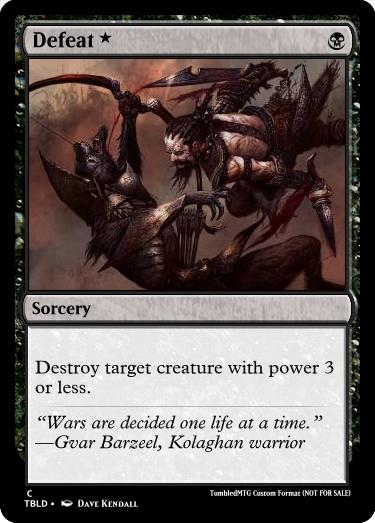 Defeat ★
Sorcery
Destroy target creature with power 3
or less.
“Wars are decided one life at a time.”
—Gvar Barzeel, Kolaghan warrior
C
TBLD • Dave Kendall
TumbledMTG Custom Format (NOT FOR SALE)